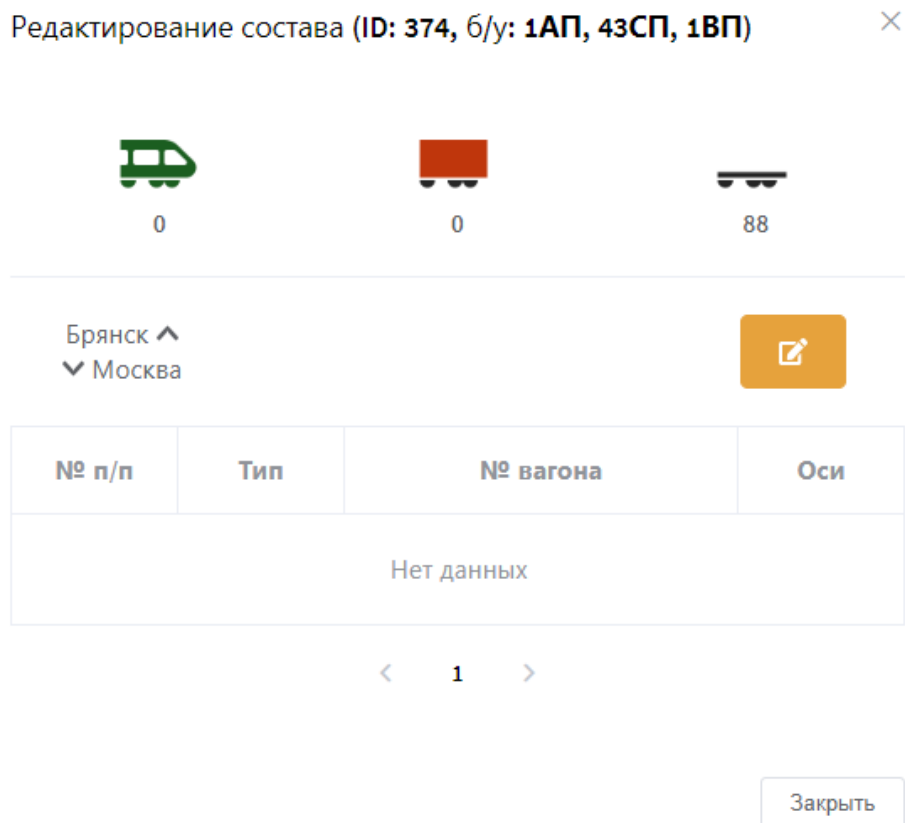 Редактирование состава (ID: 374, б/у: 1АП, 43СП, 1ВП)
0 0 88
Брянск
Москва
№ п/п Тип № вагона Оси
Нет данных
1
Закрыть